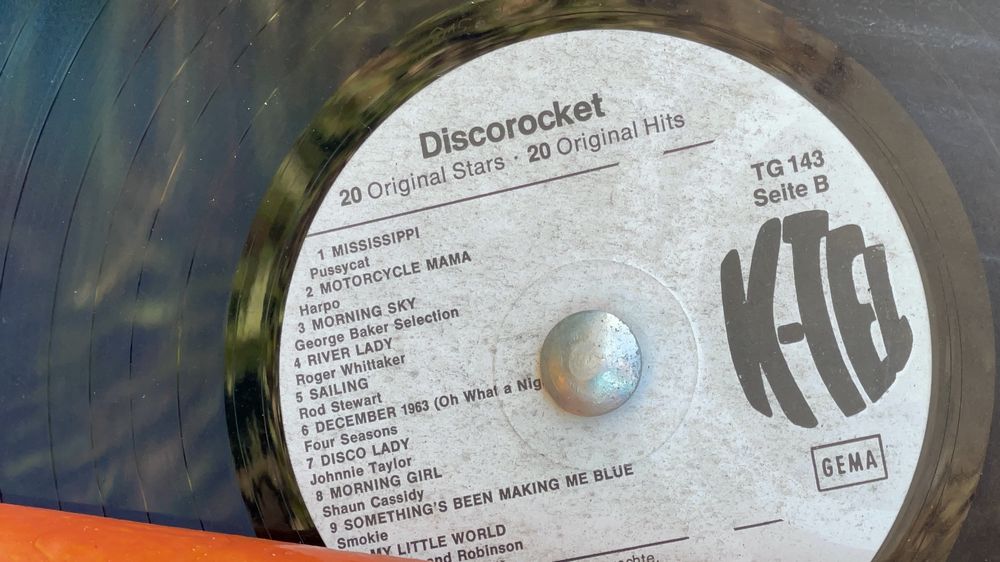 Discorocket
20 Original Stars · 20 Original Hits
TG 143
Seite B
K-TEL
GEMA
1 MISSISSIPPI
Pussycat
2 MOTORCYCLE MAMA
Harpo
3 MORNING SKY
George Baker Selection
4 RIVER LADY
Roger Whittaker
5 SAILING
Rod Stewart
6 DECEMBER 1963 (Oh What a Nig
Four Seasons
7 DISCO LADY
Johnnie Taylor
8 MORNING GIRL
Shaun Cassidy
9 SOMETHING'S BEEN MAKING ME BLUE
Smokie
MY LITTLE WORLD
Robinson